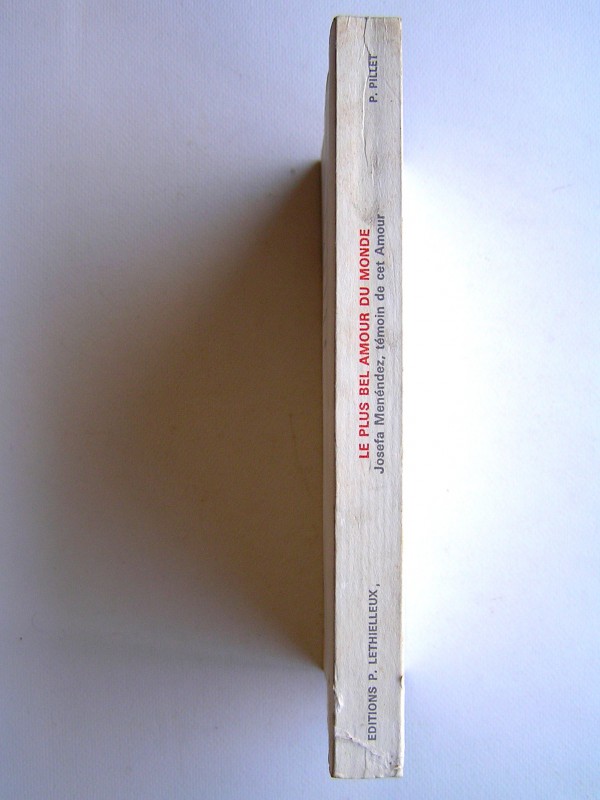 P. PILLET
LE PLUS BEL AMOUR DU MONDE
Josefa Menéndez, témoin de cet Amour
EDITIONS P. LETHIELLEUX,